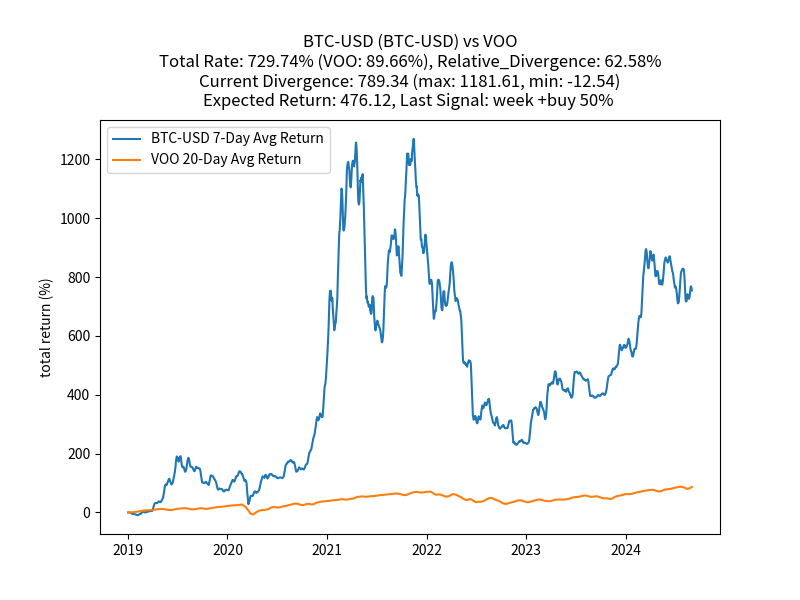 BTC-USD (BTC-USD) vs VOO
Total Rate: 729.74% (VOO: 89.66%), Relative_Divergence: 62.58%
Current Divergence: 789.34 (max: 1181.61, min: -12.54)
Expected Return: 476.12, Last Signal: week +buy 50%
BTC-USD 7-Day Avg Return
VOO 20-Day Avg Return
total return (%)
1200
1000
800
600
400
200
0
2019 2020 2021 2022 2023 2024